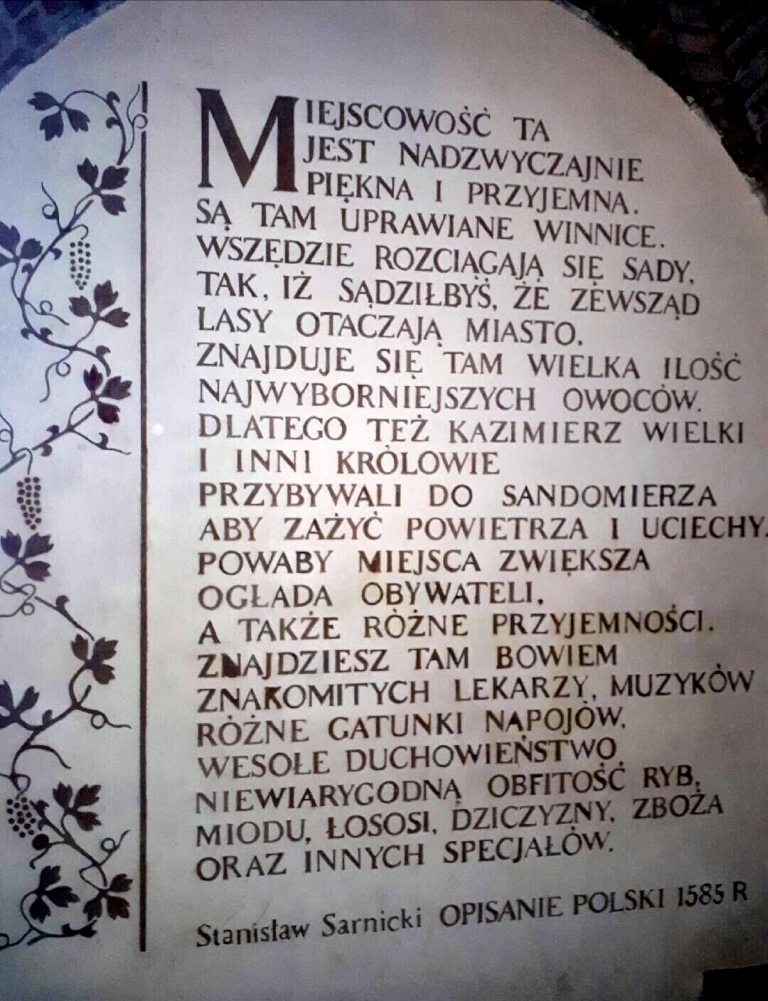 MIEJSCOWOŚĆ TA
JEST NADZWYCZAJNIE
PIĘKNA I PRZYJEMNA.
SĄ TAM UPRAWIANE WINNICE.
WSZĘDZIE ROZCIĄGAJĄ SIĘ SADY,
TAK, IŻ SĄDZIŁBYŚ, ŻE ZEWSZĄD
LASY OTACZAJĄ MIASTO.
ZNAJDUJE SIĘ TAM WIELKA ILOŚĆ
NAJWYBORNIEJSZYCH OWOCÓW.
DLATEGO TEŻ KAZIMIERZ WIELKI
I INNI KRÓLOWIE
PRZYBYWALI DO SANDOMIERZA
ABY ZAŻYĆ POWIETRZA I UCIECHY.
POWABY MIEJSCA ZWIĘKSZA
OGŁADA OBYWATELI,
A TAKŻE RÓŻNE PRZYJEMNOŚCI.
ZNAJDZIESZ TAM BOWIEM
ZNAKOMITYCH LEKARZY, MUZYKÓW
RÓŻNE GATUNKI NAPOJÓW,
WESOŁE DUCHOWIEŃSTWO,
NIEWIARYGODNĄ OBFITOŚĆ RYB,
MIODU, ŁOSOSI, DZICZYZNY, ZBOŻA
ORAZ INNYCH SPECJAŁÓW.
Stanisław Sarnicki OPISANIE POLSKI 1585 R